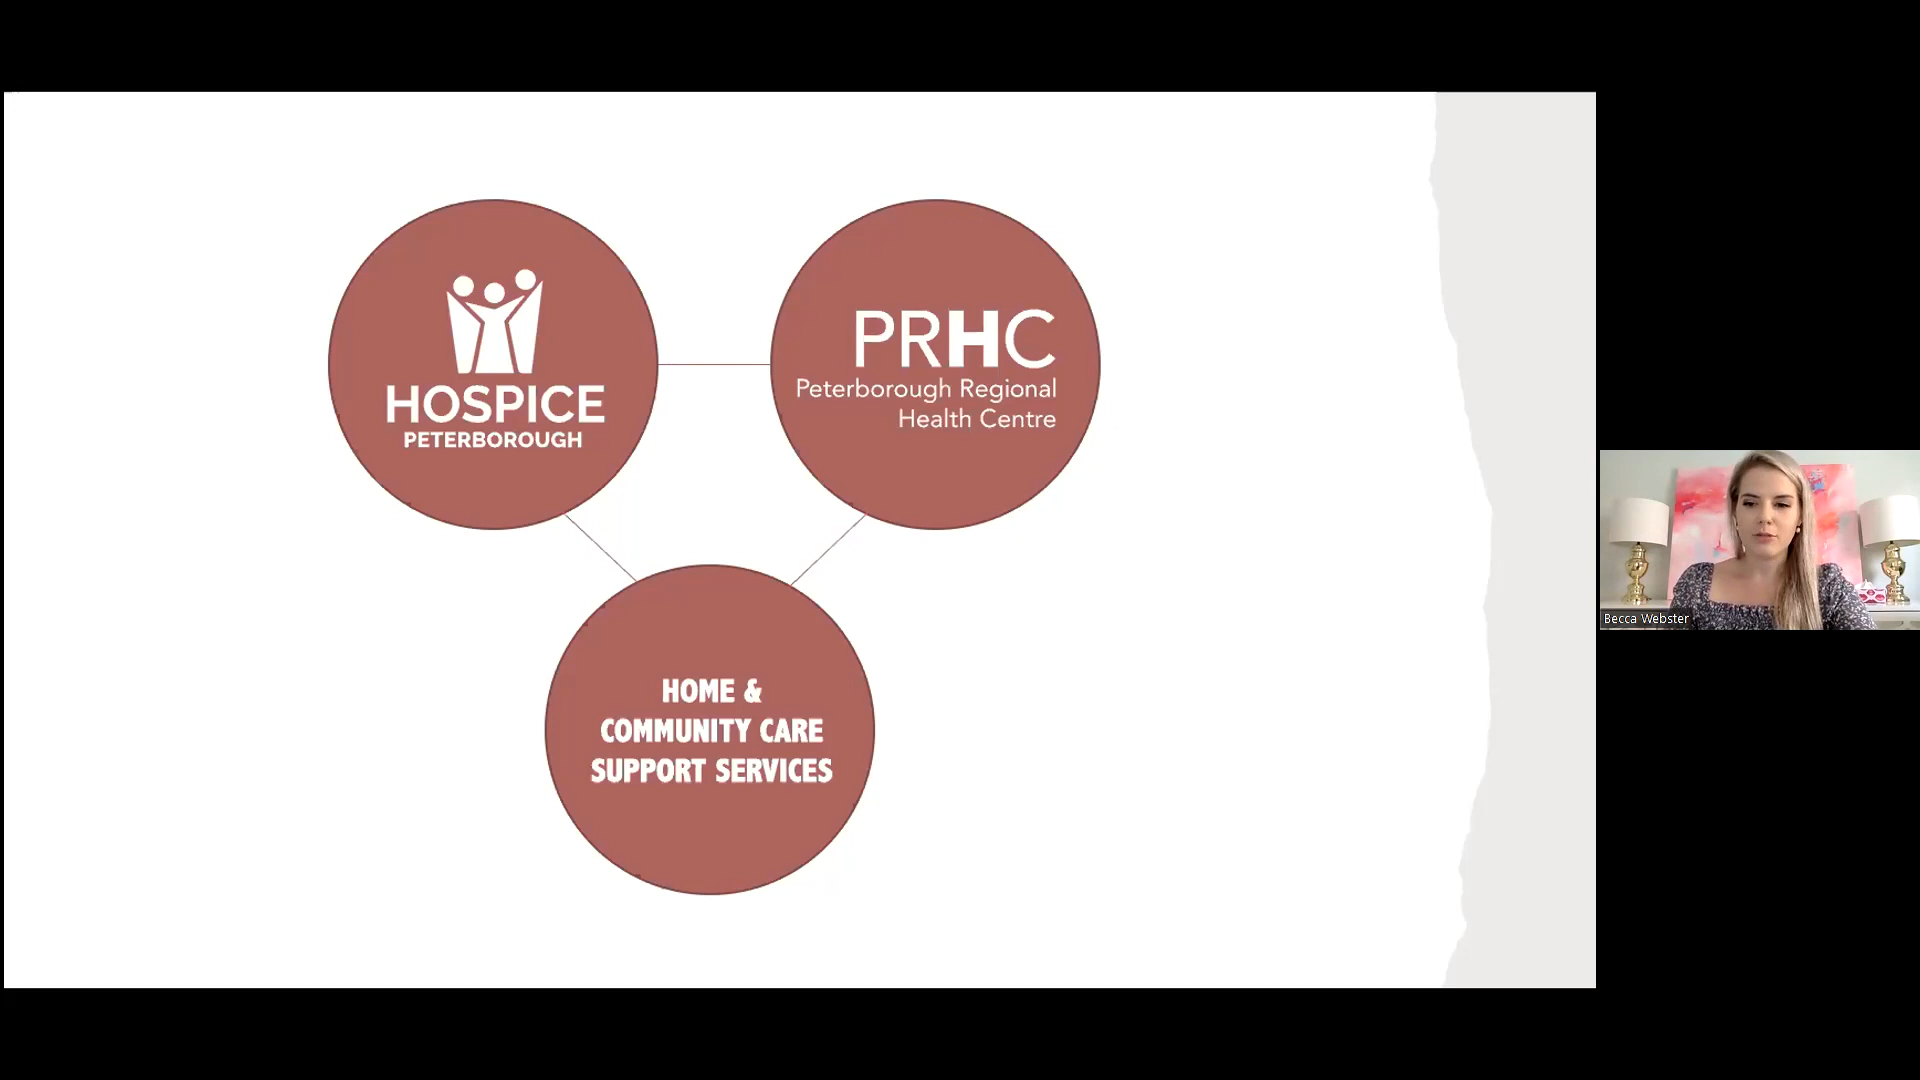 HOSPICE
PETERBOROUGH
PRHC
Peterborough Regional
Health Centre
HOME &
COMMUNITY CARE
SUPPORT SERVICES
Becca Webster